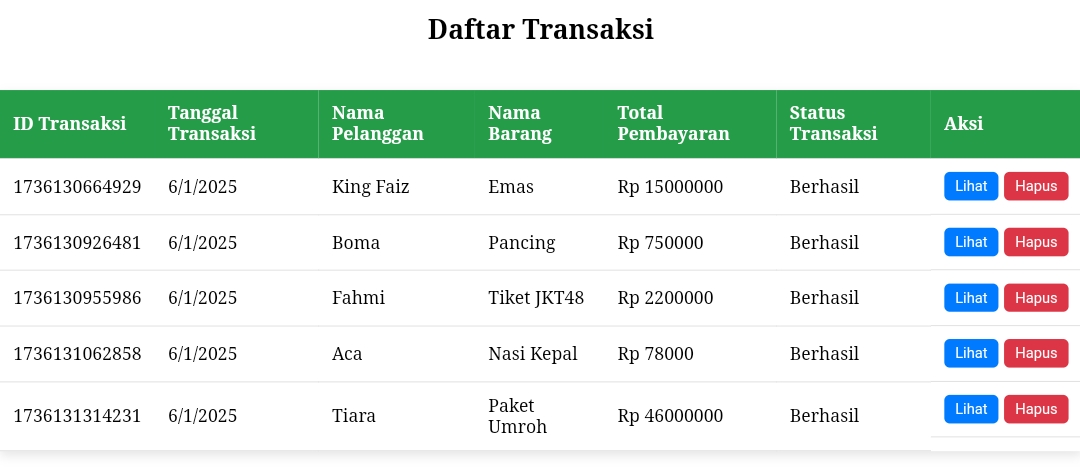 Daftar Transaksi
ID Transaksi Tanggal Transaksi Nama Pelanggan Nama Barang Total Pembayaran Status Transaksi Aksi
1736130664929 6/1/2025 King Faiz Emas Rp 15000000 Berhasil Lihat Hapus
1736130926481 6/1/2025 Boma Pancing Rp 750000 Berhasil Lihat Hapus
1736130955986 6/1/2025 Fahmi Tiket JKT48 Rp 2200000 Berhasil Lihat Hapus
1736131062858 6/1/2025 Aca Nasi Kepal Rp 78000 Berhasil Lihat Hapus
1736131314231 6/1/2025 Tiara Paket Umroh Rp 46000000 Berhasil Lihat Hapus